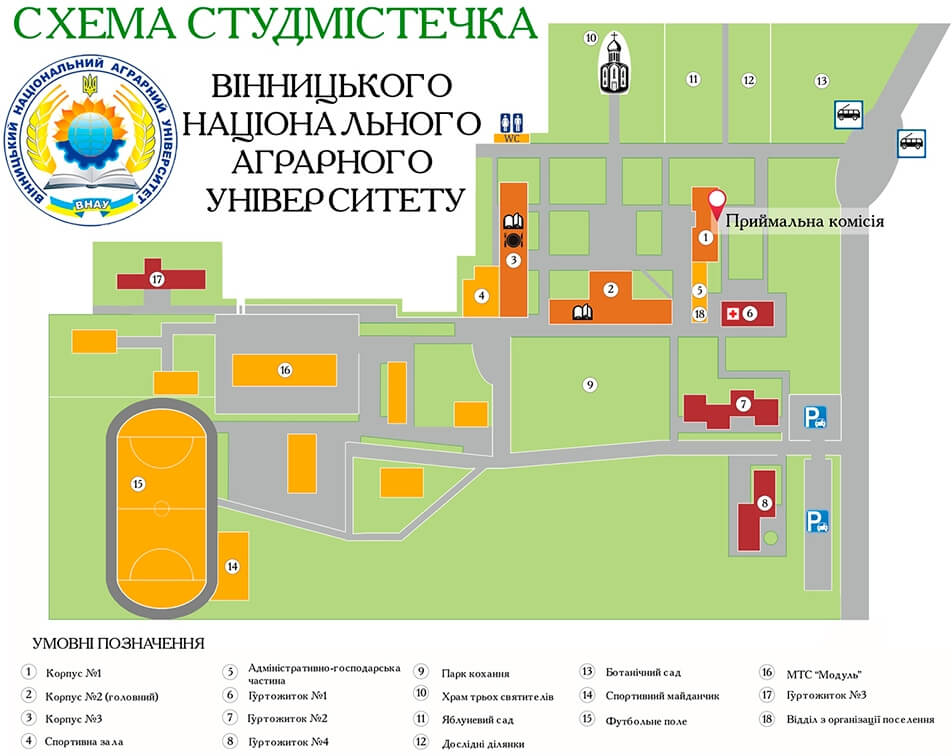 СХЕМА СТУДМІСТЕЧКА
ВІННИЦЬКИЙ НАЦІОНАЛЬНИЙ АГРАРНИЙ УНІВЕРСИТЕТ
ВНАУ
ВІННИЦЬКОГО
НАЦІОНАЛЬНОГО
АГРАРНОГО
УНІВЕРСИТЕТУ
10
11
12
13
WC
Приймальна комісія
1
3
17
2
4
5
18
6
16
9
7
P
15
8
P
14
УМОВНІ ПОЗНАЧЕННЯ
1 Корпус №1
2 Корпус №2 (головний)
3 Корпус №3
4 Спортивна зала
5 Адміністративно-господарська
частина
6 Гуртожиток №1
7 Гуртожиток №2
8 Гуртожиток №4
9 Парк кохання
10 Храм трьох святителів
11 Яблуневий сад
12 Дослідні ділянки
13 Ботанічний сад
14 Спортивний майданчик
15 Футбольне поле
16 МТС “Модуль”
17 Гуртожиток №3
18 Відділ з організації поселення